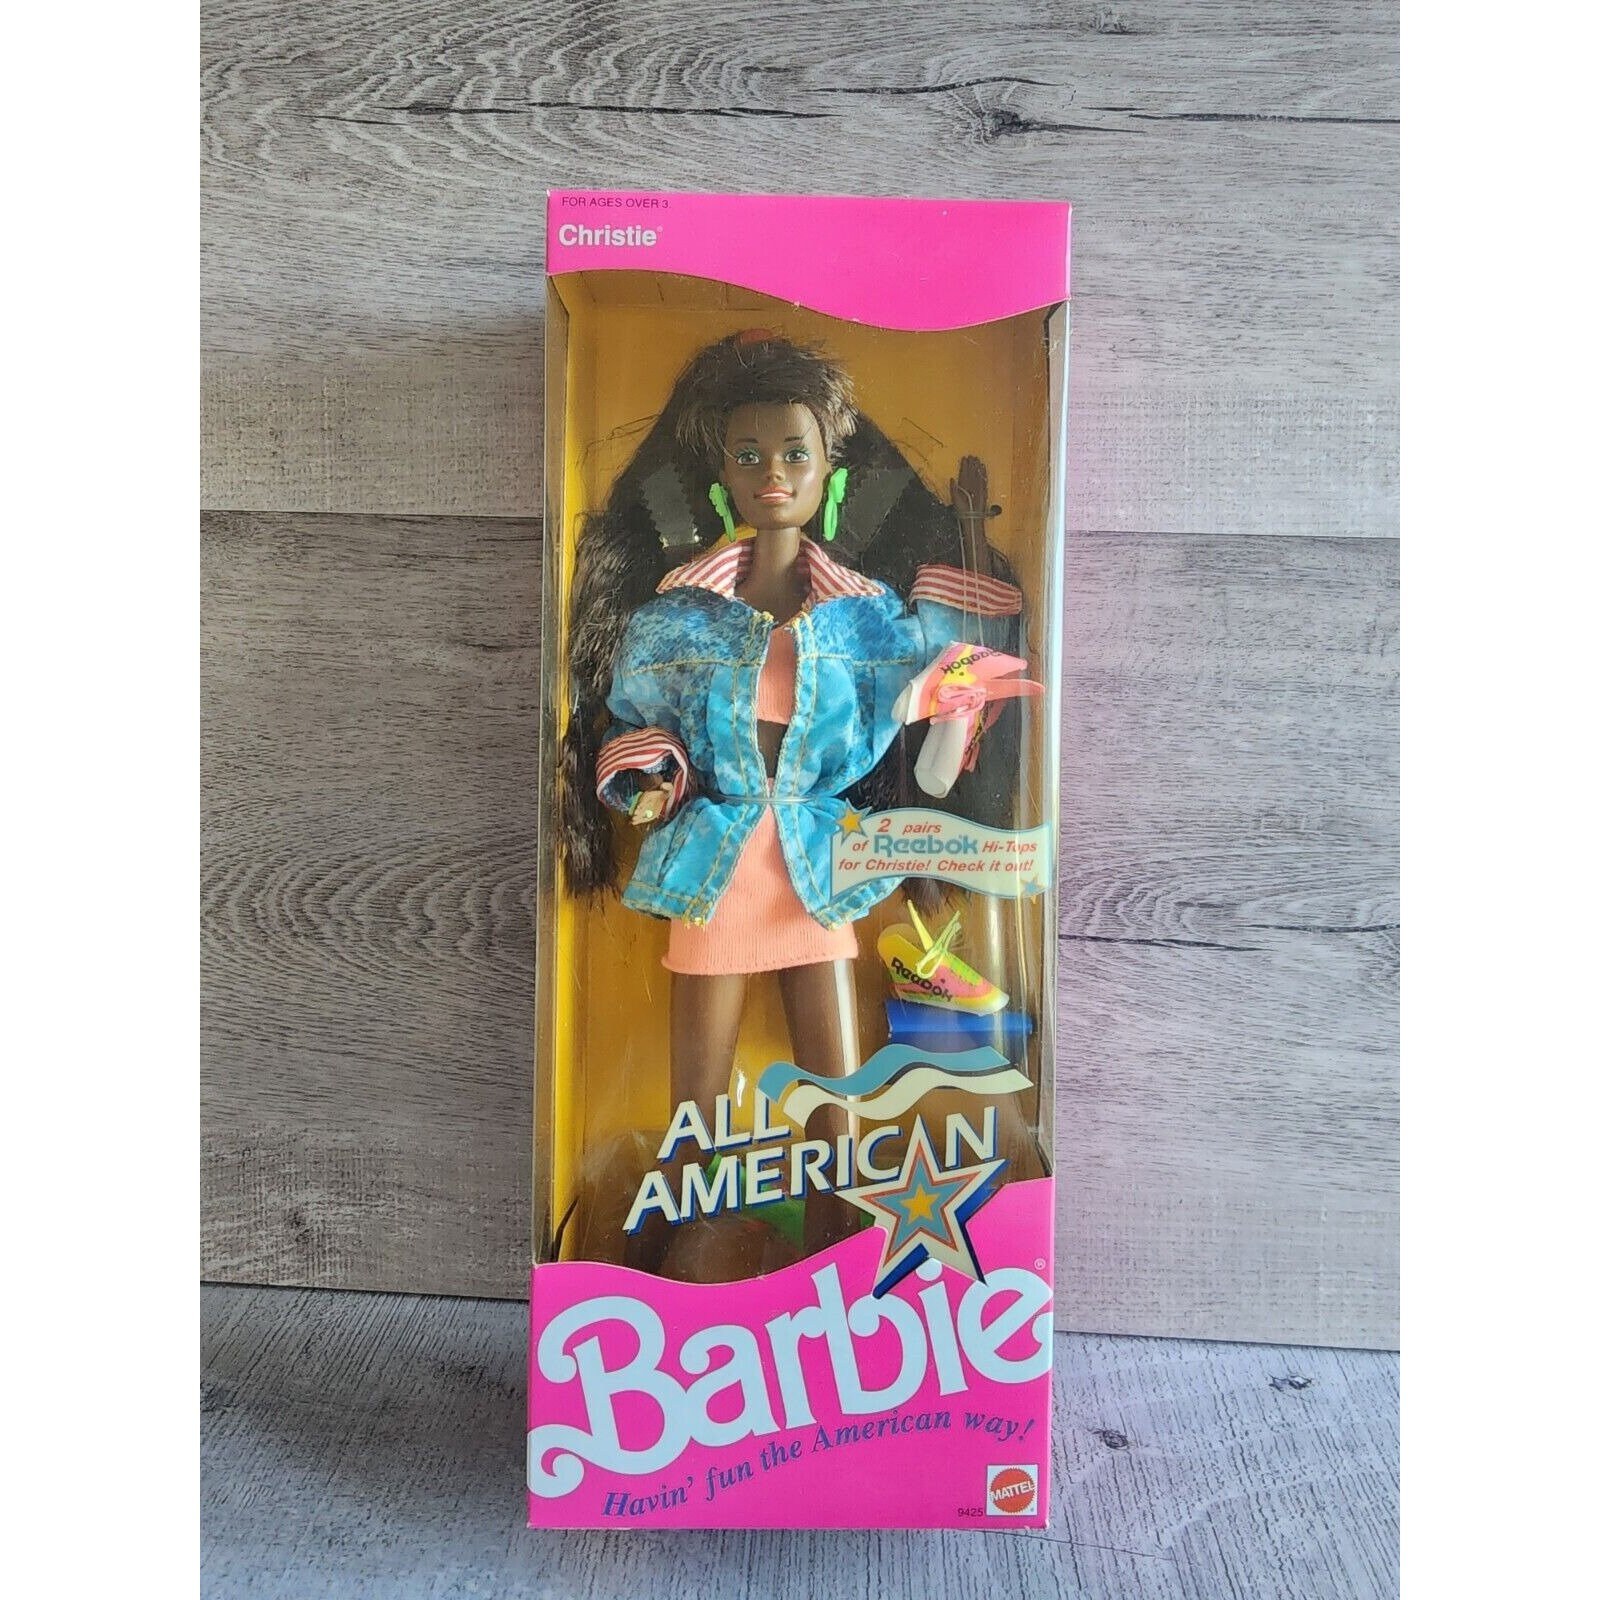 FOR AGES OVER 3.
Christie®
Reebok
2 pairs
of Reebok Hi-Tops
for Christie! Check it out!
Reebok
ALL
AMERICAN
Barbie®
Havin' fun the American way!
9425
MATTEL